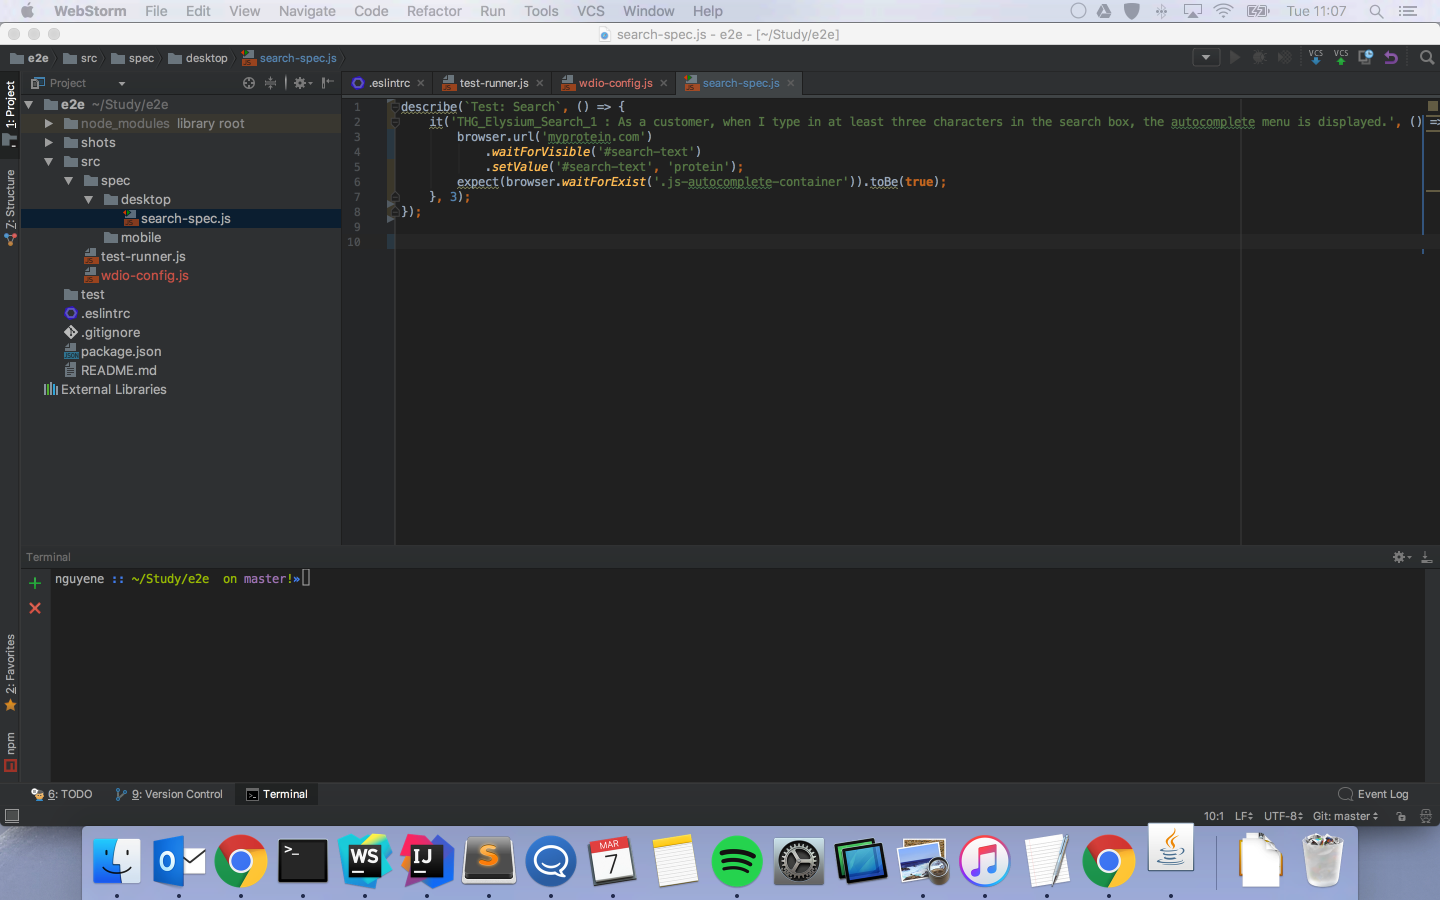 WebStorm File Edit View Navigate Code Refactor Run Tools VCS Window Help Tue 11:07
search-spec.js - e2e - [~/Study/e2e]
e2e src spec desktop search-spec.js VCS VCS
Project
.eslintrc test-runner.js wdio-config.js search-spec.js
1: Project
Z: Structure
2: Favorites
npm
e2e ~/Study/e2e
node_modules library root
shots
src
spec
desktop
search-spec.js
mobile
test-runner.js
wdio-config.js
test
.eslintrc
.gitignore
package.json
README.md
External Libraries
1 describe(`Test: Search`, () => {
2 it('THG_Elysium_Search_1 : As a customer, when I type in at least three characters in the search box, the autocomplete menu is displayed.', () =>
3 browser.url('myprotein.com')
4 .waitForVisible('#search-text')
5 .setValue('#search-text', 'protein');
6 expect(browser.waitForExist('.js-autocomplete-container')).toBe(true);
7 }, 3);
8 });
9
10
Terminal
nguyene :: ~/Study/e2e on master!»
6: TODO 9: Version Control Terminal Event Log
10:1 LF UTF-8 Git: master
WS IJ S MAR 7